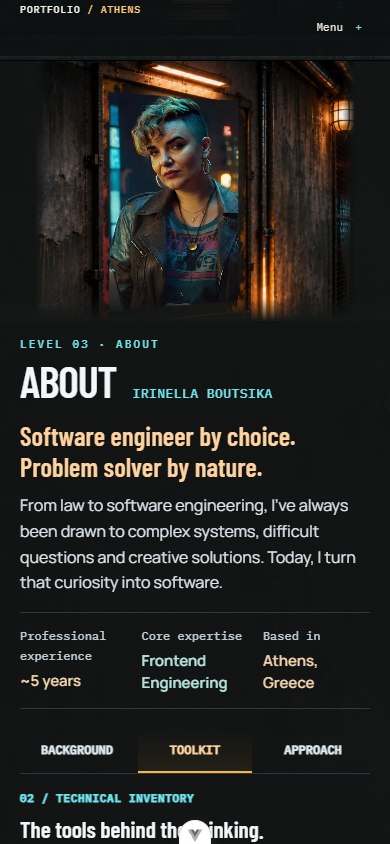 PORTFOLIO / ATHENS
Menu +
LEVEL 03 · ABOUT
ABOUT IRINELLA BOUTSIKA
Software engineer by choice.
Problem solver by nature.
From law to software engineering, I've always
been drawn to complex systems, difficult
questions and creative solutions. Today, I turn
that curiosity into software.
Professional
experience
~5 years
Core expertise
Frontend
Engineering
Based in
Athens,
Greece
BACKGROUND TOOLKIT APPROACH
02 / TECHNICAL INVENTORY
The tools behind